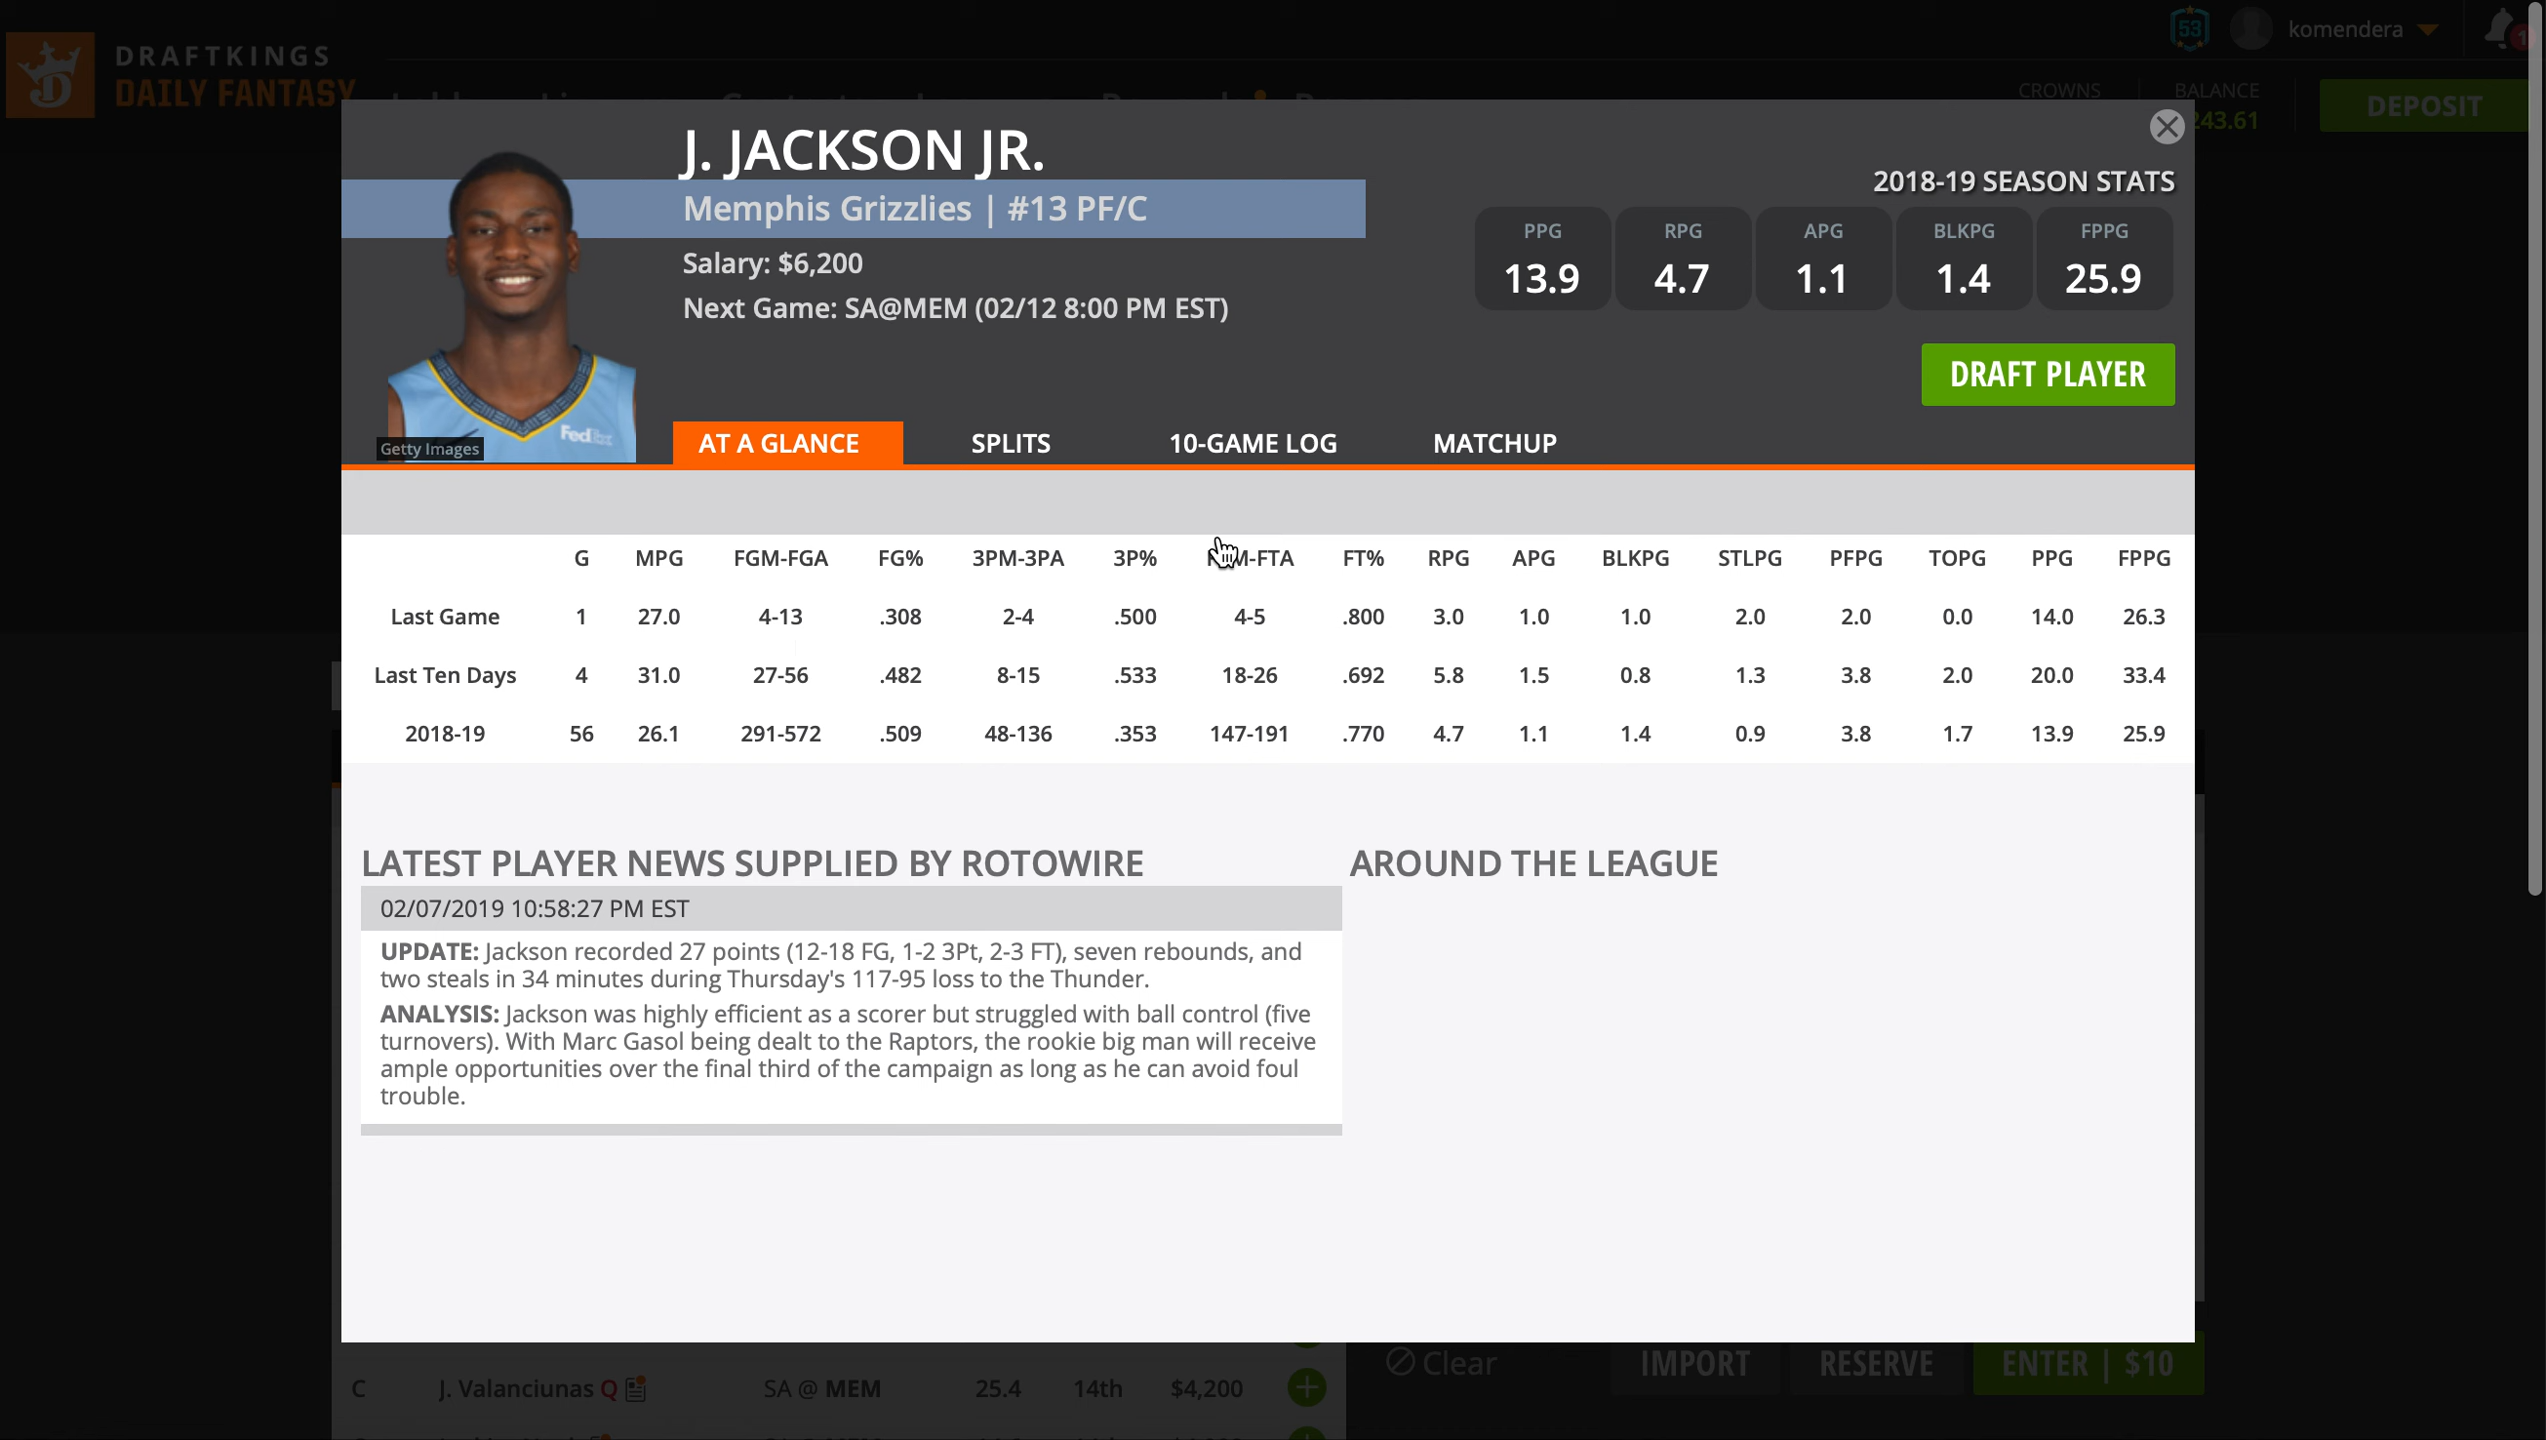 53
komendera
1
DRAFTKINGS
DAILY FANTASY
CROWNS
BALANCE
243.61
DEPOSIT
J. JACKSON JR.
Memphis Grizzlies | #13 PF/C
Salary: $6,200
Next Game: SA@MEM (02/12 8:00 PM EST)
2018-19 SEASON STATS
PPG RPG APG BLKPG FPPG
13.9 4.7 1.1 1.4 25.9
DRAFT PLAYER
FedEx
Getty Images
AT A GLANCE SPLITS 10-GAME LOG MATCHUP
G MPG FGM-FGA FG% 3PM-3PA 3P% -FTA FT% RPG APG BLKPG STLPG PFPG TOPG PPG FPPG
Last Game 1 27.0 4-13 .308 2-4 .500 4-5 .800 3.0 1.0 1.0 2.0 2.0 0.0 14.0 26.3
Last Ten Days 4 31.0 27-56 .482 8-15 .533 18-26 .692 5.8 1.5 0.8 1.3 3.8 2.0 20.0 33.4
2018-19 56 26.1 291-572 .509 48-136 .353 147-191 .770 4.7 1.1 1.4 0.9 3.8 1.7 13.9 25.9
LATEST PLAYER NEWS SUPPLIED BY ROTOWIRE
AROUND THE LEAGUE
02/07/2019 10:58:27 PM EST
UPDATE: Jackson recorded 27 points (12-18 FG, 1-2 3Pt, 2-3 FT), seven rebounds, and
two steals in 34 minutes during Thursday's 117-95 loss to the Thunder.
ANALYSIS: Jackson was highly efficient as a scorer but struggled with ball control (five
turnovers). With Marc Gasol being dealt to the Raptors, the rookie big man will receive
ample opportunities over the final third of the campaign as long as he can avoid foul
trouble.
Clear IMPORT RESERVE ENTER | $10
C J. Valanciunas Q SA @ MEM 25.4 14th $4,200